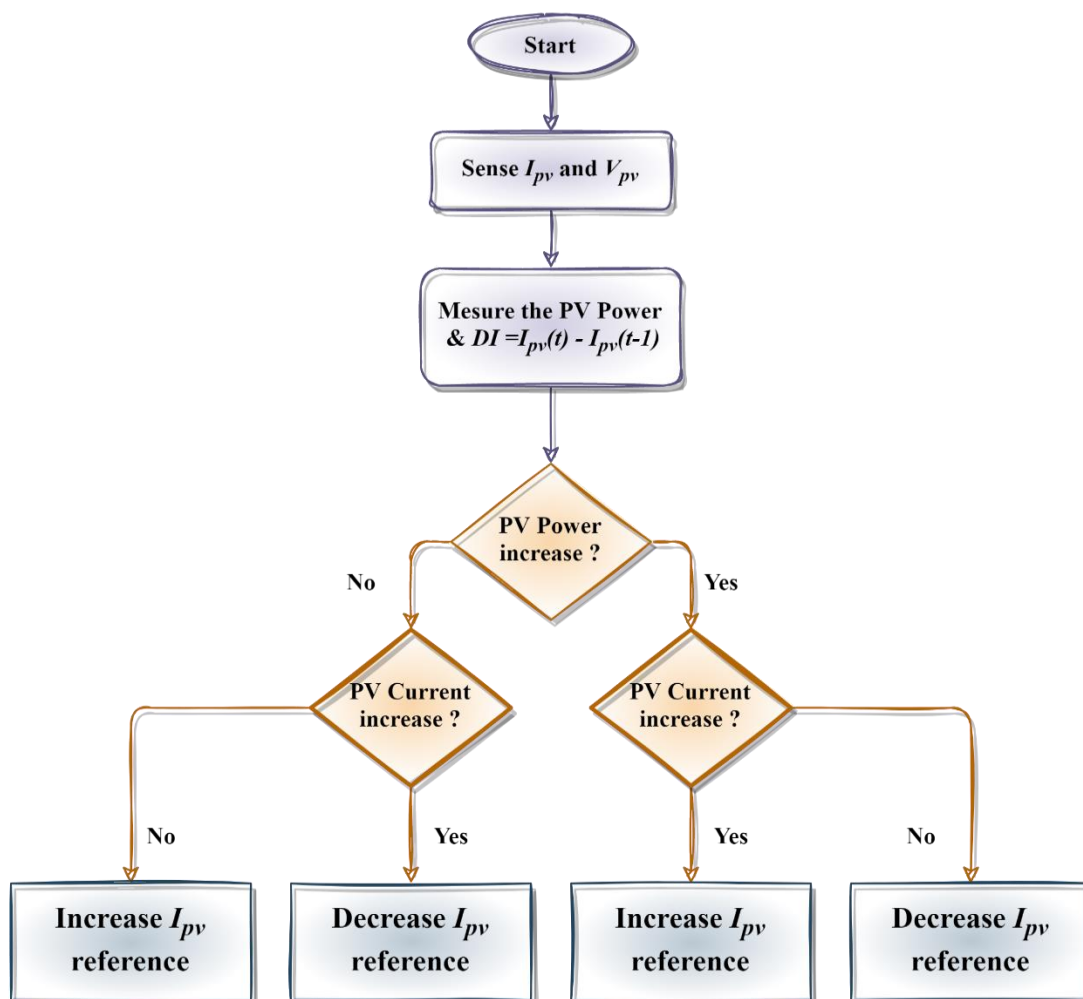 Start
Sense Ipv and Vpv
Mesure the PV Power
& DI =Ipv(t) - Ipv(t-1)
PV Power
increase ?
No
Yes
PV Current
increase ?
PV Current
increase ?
No
Yes
Yes
No
Increase Ipv
reference
Decrease Ipv
reference
Increase Ipv
reference
Decrease Ipv
reference